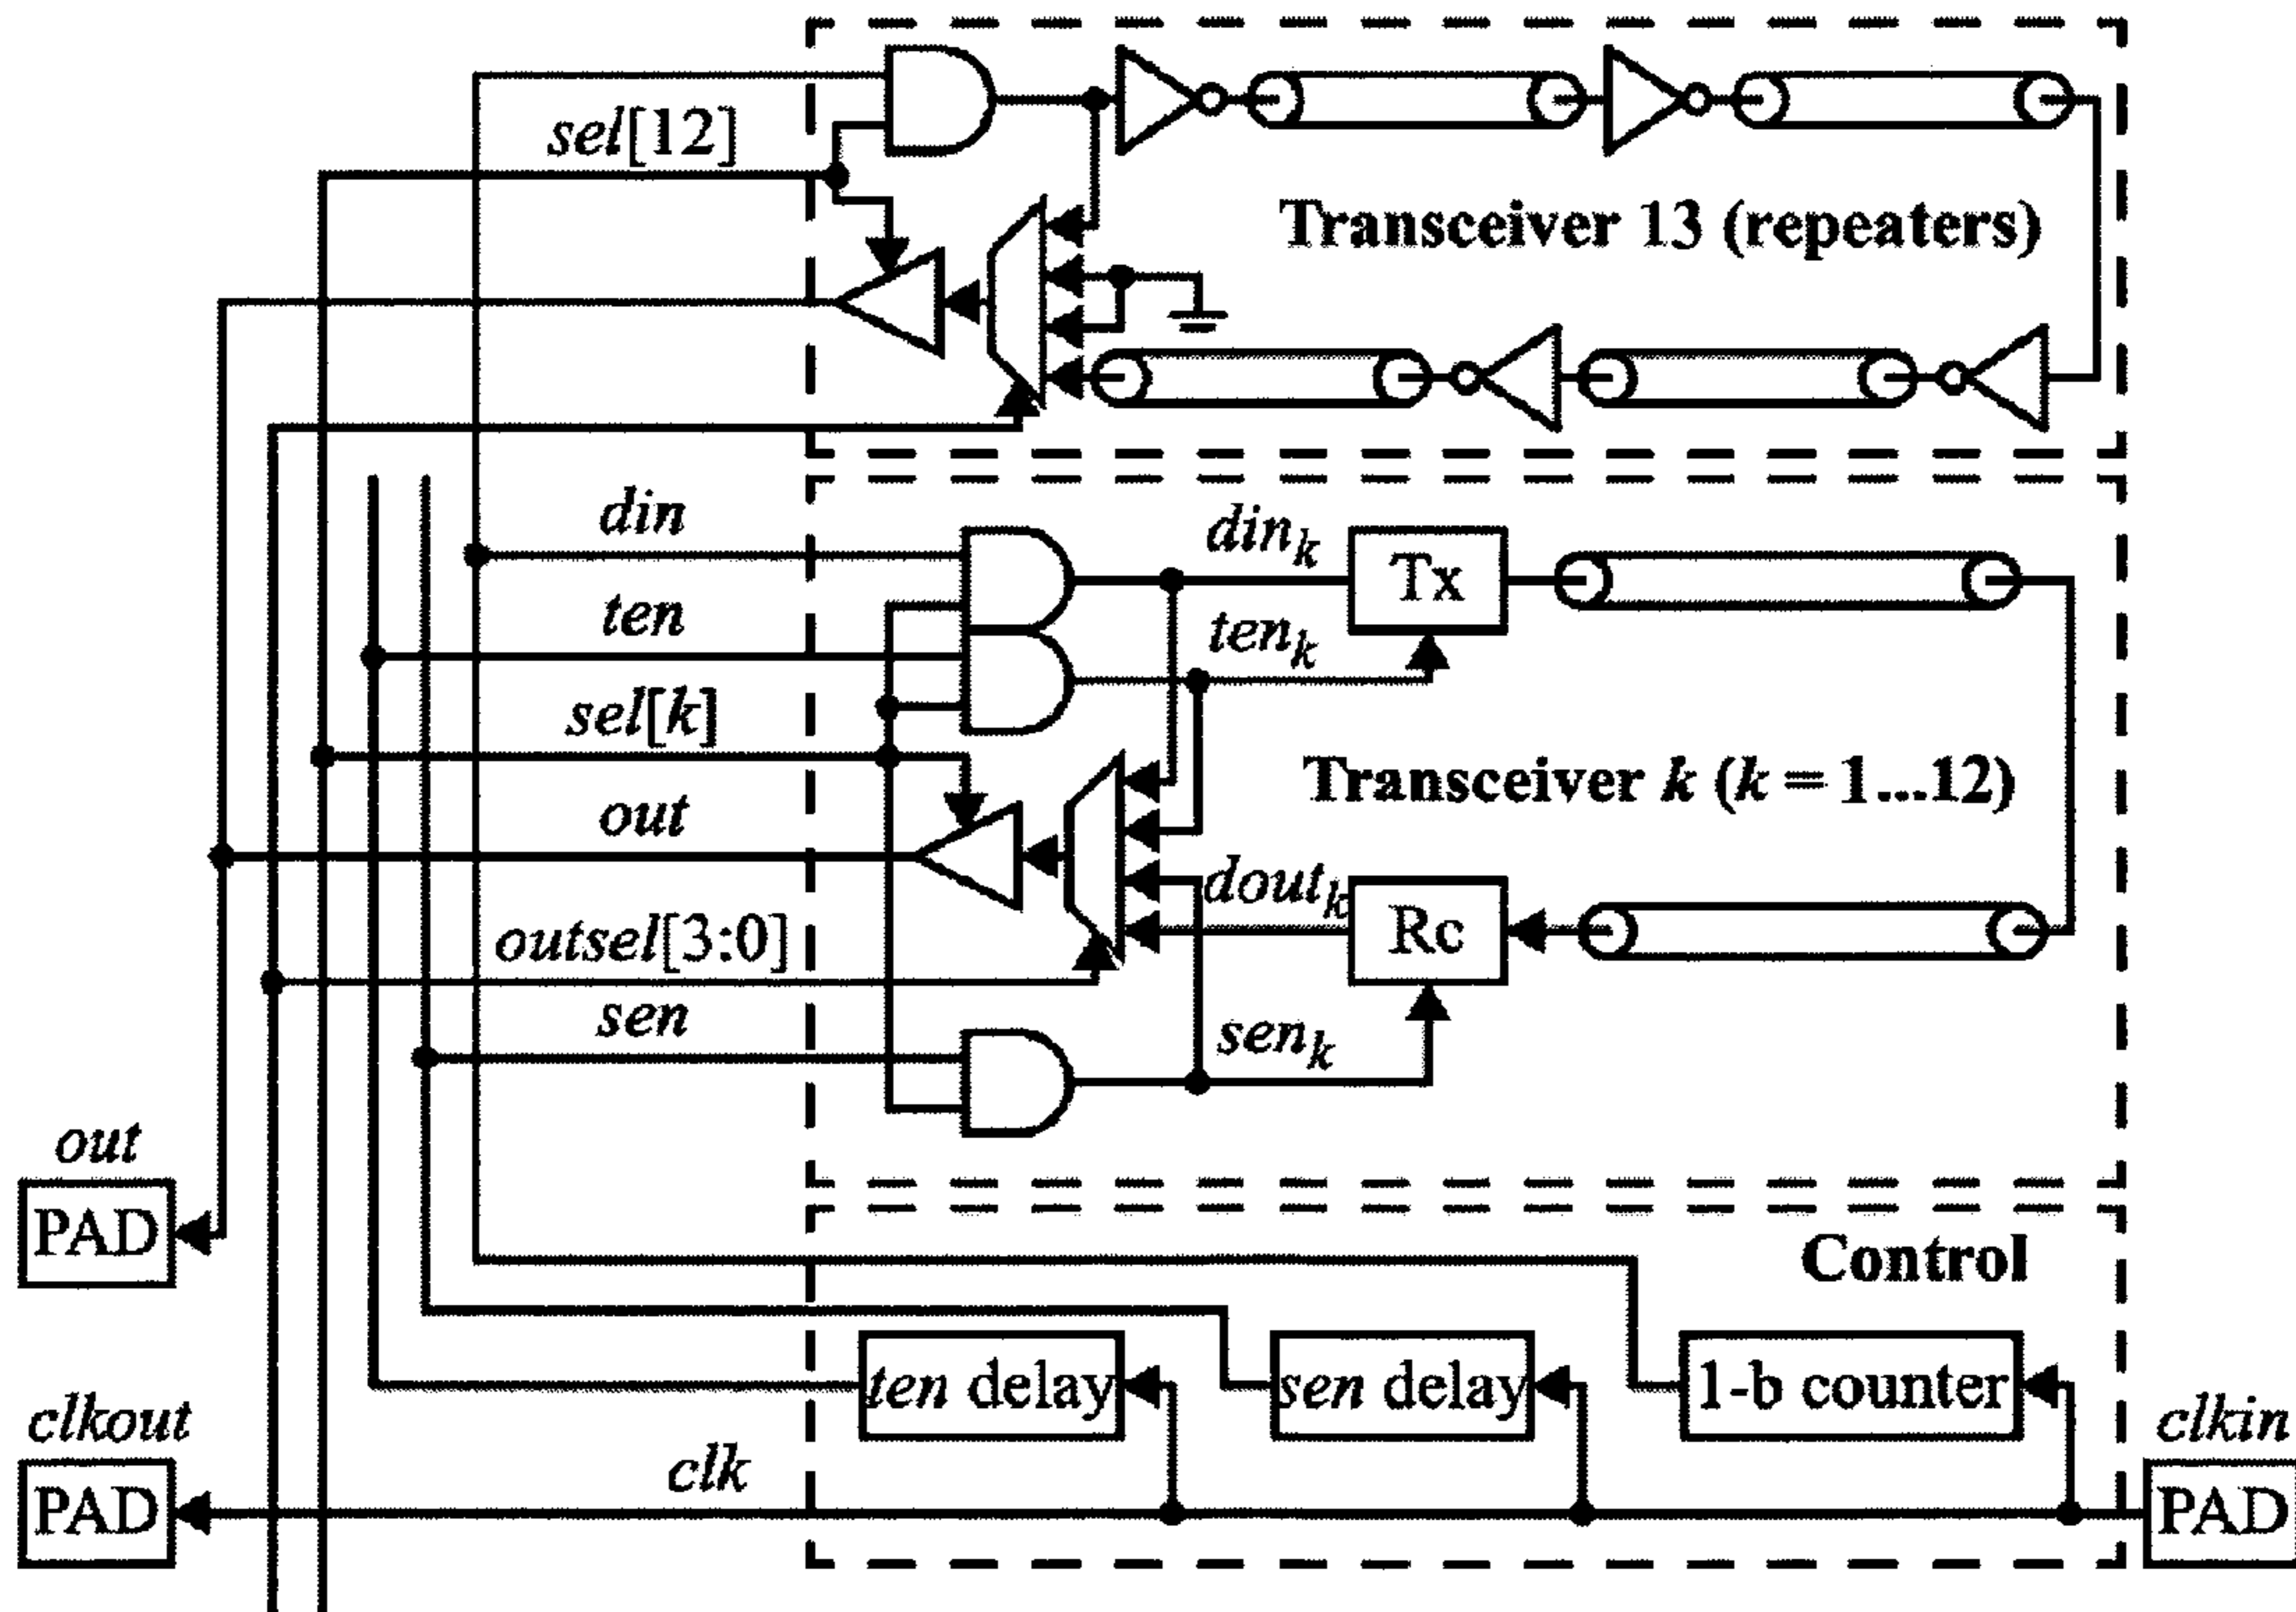 sel[12]
Transceiver 13 (repeaters)
din
din_k
Tx
ten
ten_k
sel[k]
Transceiver k (k = 1...12)
out
dout_k
Rc
outsel[3:0]
sen
sen_k
out
PAD
Control
ten delay
sen delay
1-b counter
clkout
clk
clkin
PAD
PAD